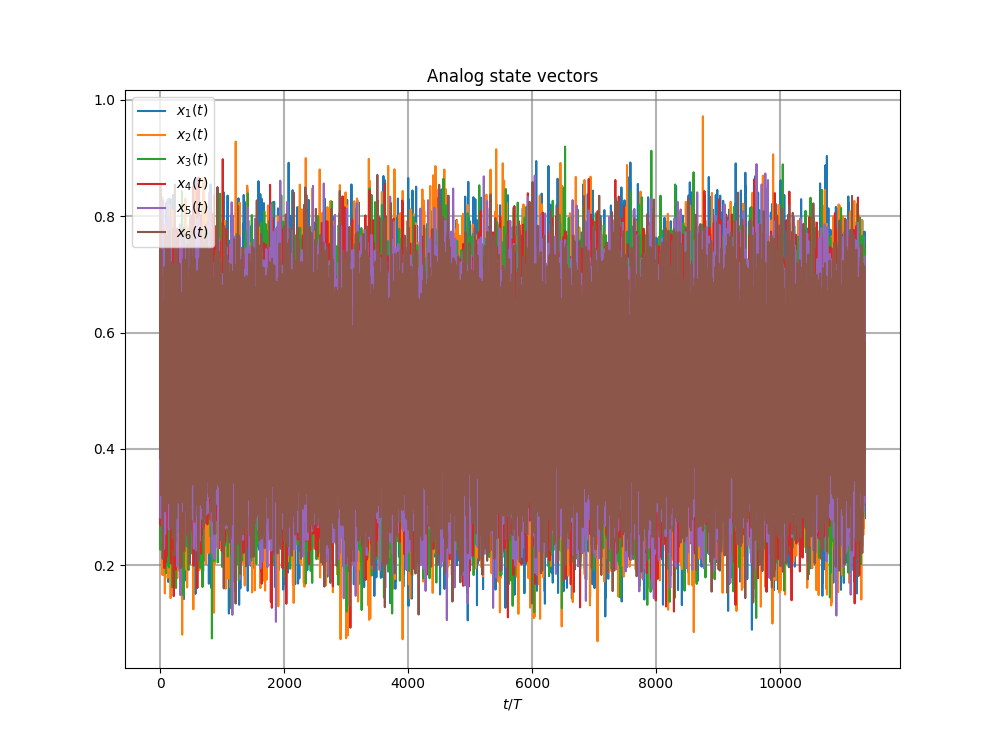 Analog state vectors
1.0
0.8
0.6
0.4
0.2
x₁(t)
x₂(t)
x₃(t)
x₄(t)
x₅(t)
x₆(t)
0 2000 4000 6000 8000 10000
t/T